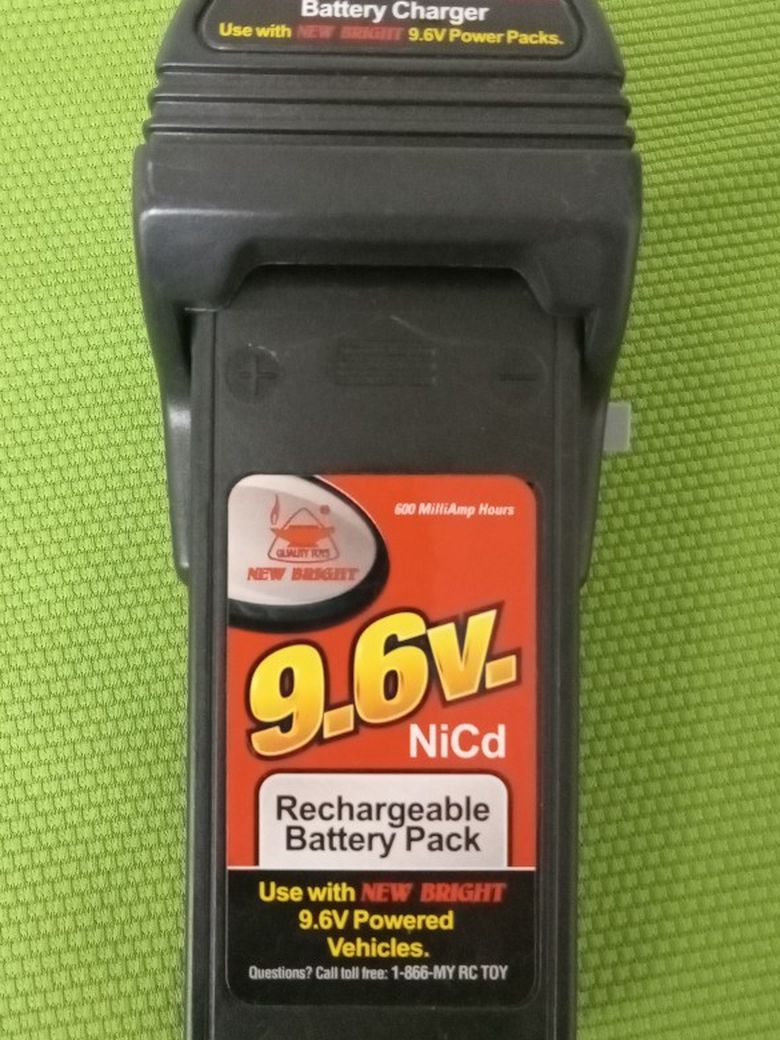 Battery Charger
Use with NEW BRIGHT 9.6V Power Packs.
+ −
600 MilliAmp Hours
®
QUALITY TOYS
NEW BRIGHT
9.6v.
NiCd
Rechargeable
Battery Pack
Use with NEW BRIGHT
9.6V Powered
Vehicles.
Questions? Call toll free: 1-866-MY RC TOY